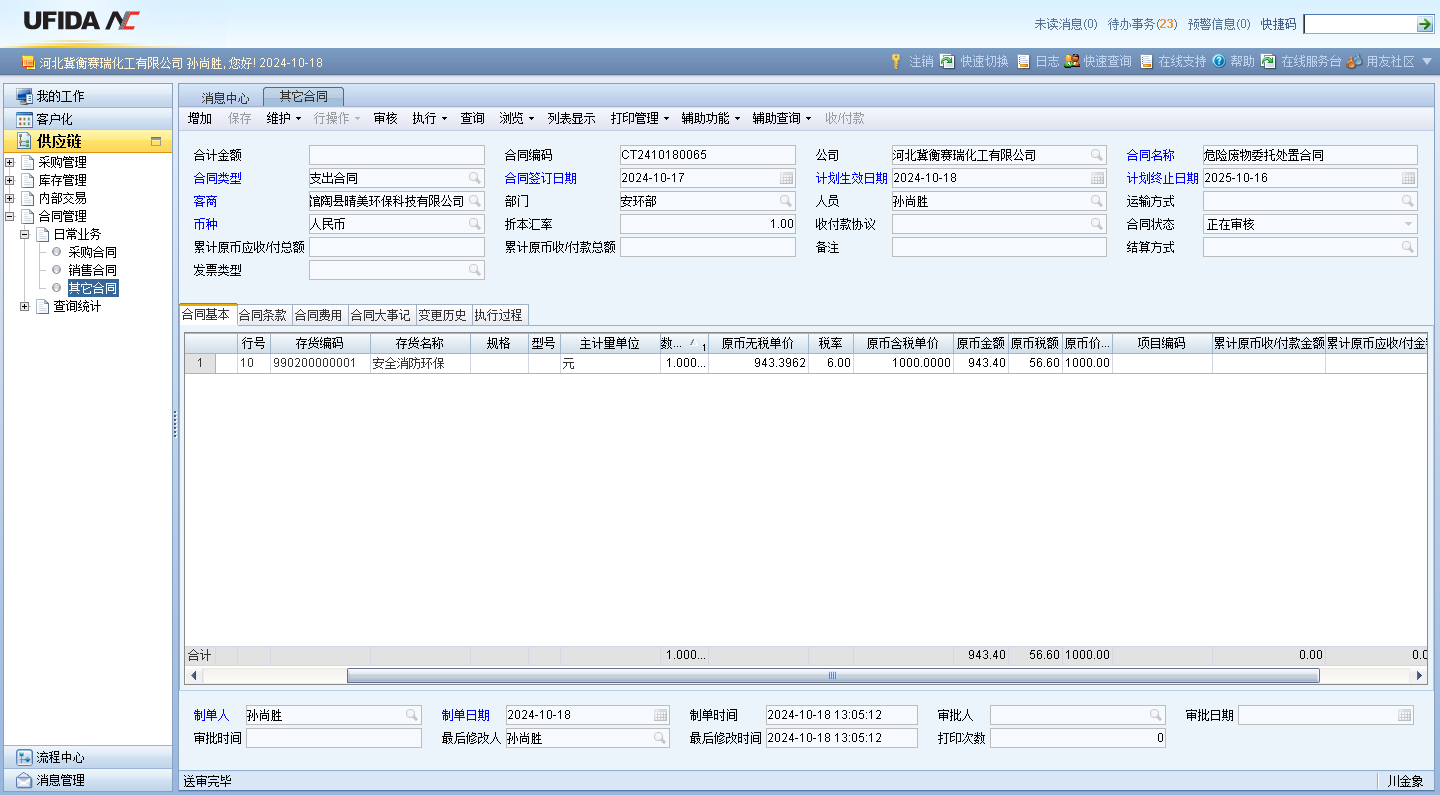 UFIDA NC
未读消息(0) 待办事务(23) 预警信息(0) 快捷码
河北冀衡赛瑞化工有限公司 孙尚胜, 您好! 2024-10-18
注销 快速切换 日志 快速查询 在线支持 帮助 在线服务台 用友社区
我的工作
客户化
供应链
采购管理
库存管理
内部交易
合同管理
日常业务
采购合同
销售合同
其它合同
查询统计
流程中心
消息管理
消息中心 其它合同
增加 保存 维护 行操作 审核 执行 查询 浏览 列表显示 打印管理 辅助功能 辅助查询 收/付款
合计金额 合同编码 CT2410180065 公司 河北冀衡赛瑞化工有限公司 合同名称 危险废物委托处置合同
合同类型 支出合同 合同签订日期 2024-10-17 计划生效日期 2024-10-18 计划终止日期 2025-10-16
客商 馆陶县晴美环保科技有限公司 部门 安环部 人员 孙尚胜 运输方式
币种 人民币 折本汇率 1.00 收付款协议 合同状态 正在审核
累计原币应收/付总额 累计原币收/付款总额 备注 结算方式
发票类型
合同基本 合同条款 合同费用 合同大事记 变更历史 执行过程
行号 存货编码 存货名称 规格 型号 主计量单位 数... 1 原币无税单价 税率 原币含税单价 原币金额 原币税额 原币价... 项目编码 累计原币收/付款金额 累计原币应收/付金
1 10 990200000001 安全消防环保 元 1.000... 943.3962 6.00 1000.0000 943.40 56.60 1000.00
合计 1.000... 943.40 56.60 1000.00 0.00 0.0
制单人 孙尚胜 制单日期 2024-10-18 制单时间 2024-10-18 13:05:12 审批人 审批日期
审批时间 最后修改人 孙尚胜 最后修改时间 2024-10-18 13:05:12 打印次数 0
送审完毕 川金象